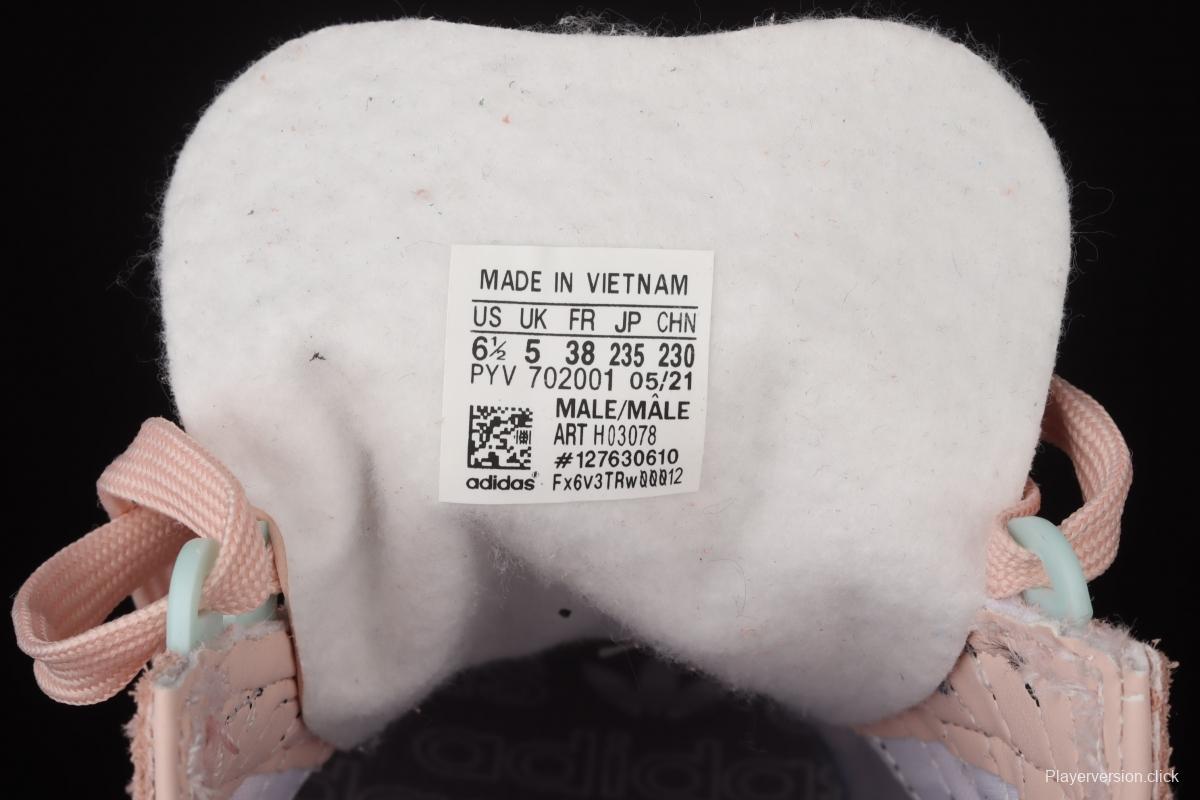 MADE IN VIETNAM
US UK FR JP CHN
6½ 5 38 235 230
PYV 702001 05/21
MALE/MÂLE
ART H03078
#127630610
adidas Fx6V3TRw00012
adidas
Playerversion.click